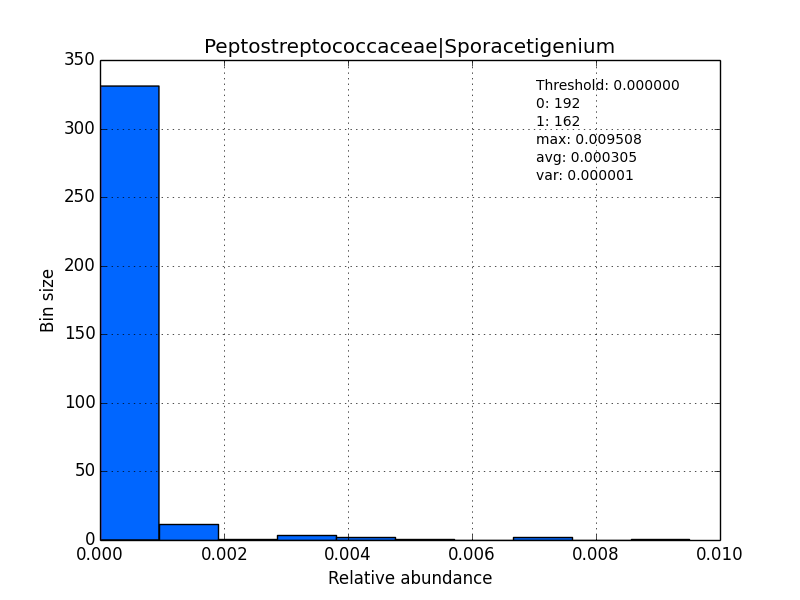 Peptostreptococcaceae|Sporacetigenium
350
300
250
200
150
100
50
0
Bin size
Threshold: 0.000000
0: 192
1: 162
max: 0.009508
avg: 0.000305
var: 0.000001
0.000 0.002 0.004 0.006 0.008 0.010
Relative abundance